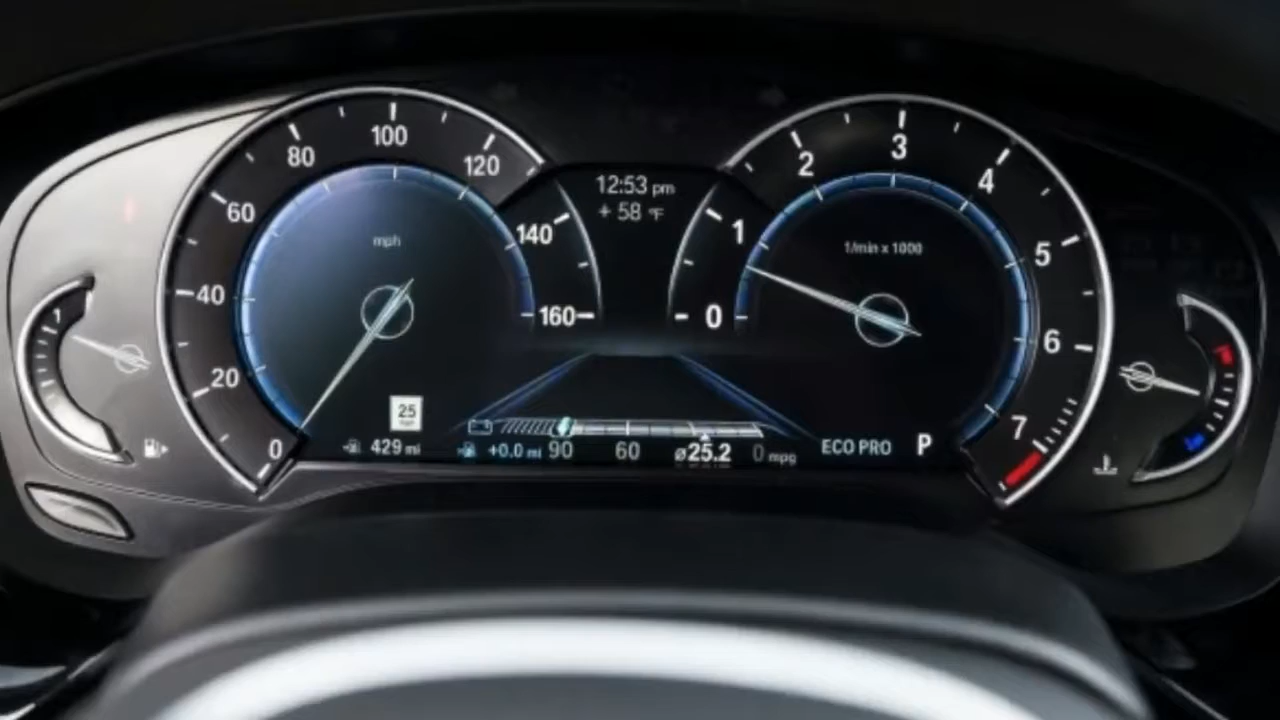 0
20
40
60
80
100
120
140
160
mph
25
12:53 pm
+ 58 °F
0
1
2
3
4
5
6
7
1/min x 1000
1
429 mi
+0.0 mi
90
60
ø25.2
0 mpg
ECO PRO
P